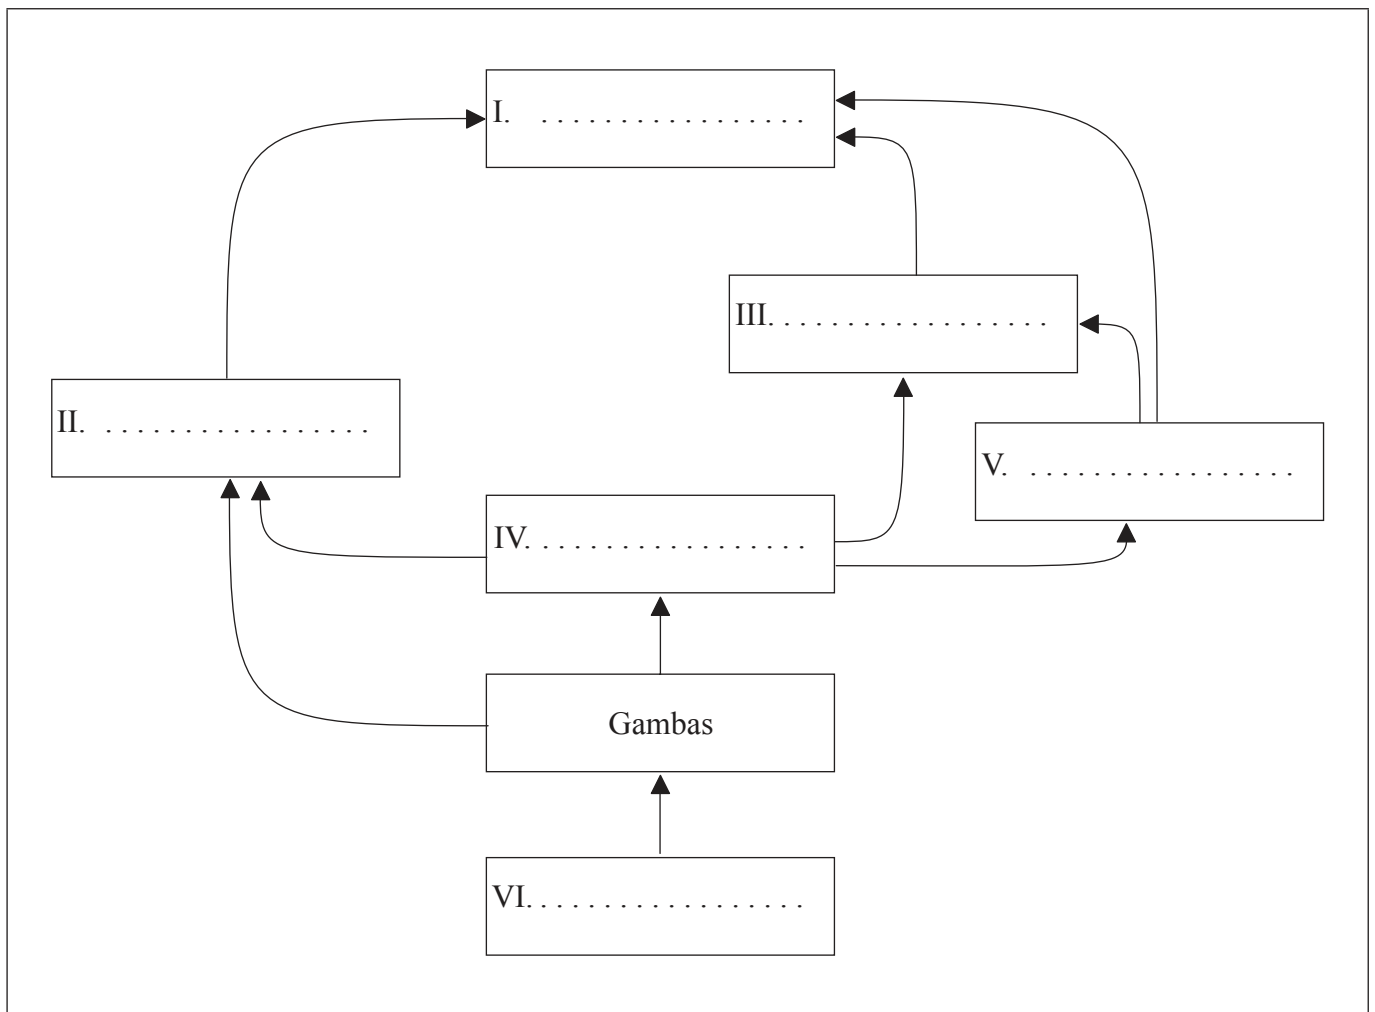 I. . . . . . . . . . . . . . . . . .
III. . . . . . . . . . . . . . . . . . .
II. . . . . . . . . . . . . . . . . .
V. . . . . . . . . . . . . . . . . .
IV. . . . . . . . . . . . . . . . . . .
Gambas
VI. . . . . . . . . . . . . . . . . . .